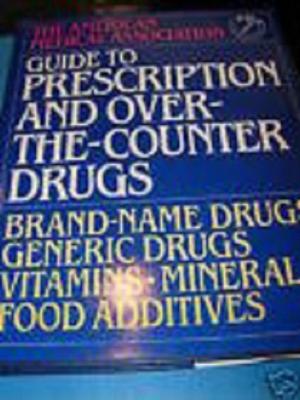 THE AMERICAN
MEDICAL ASSOCIATION
GUIDE TO
PRESCRIPTION
AND OVER-
THE-COUNTER
DRUGS
BRAND-NAME DRUGS
GENERIC DRUGS
VITAMINS · MINERAL
FOOD ADDITIVES